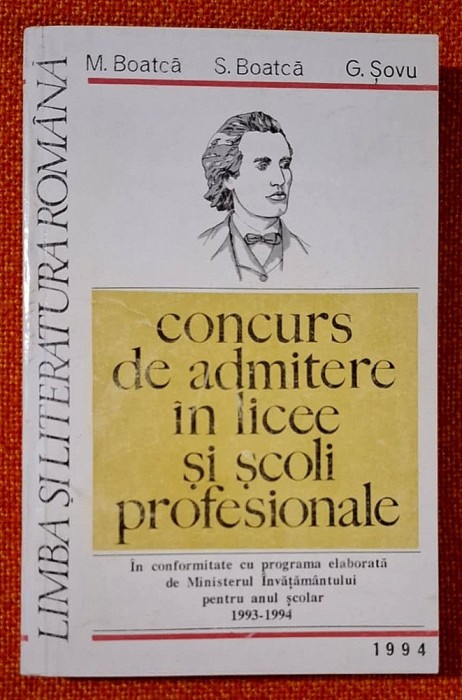 M. Boatcă S. Boatcă G. Șovu
LIMBA ȘI LITERATURA ROMÂNĂ
concurs
de admitere
în licee
și școli
profesionale
În conformitate cu programa elaborată
de Ministerul Învățământului
pentru anul școlar
1993-1994
1994